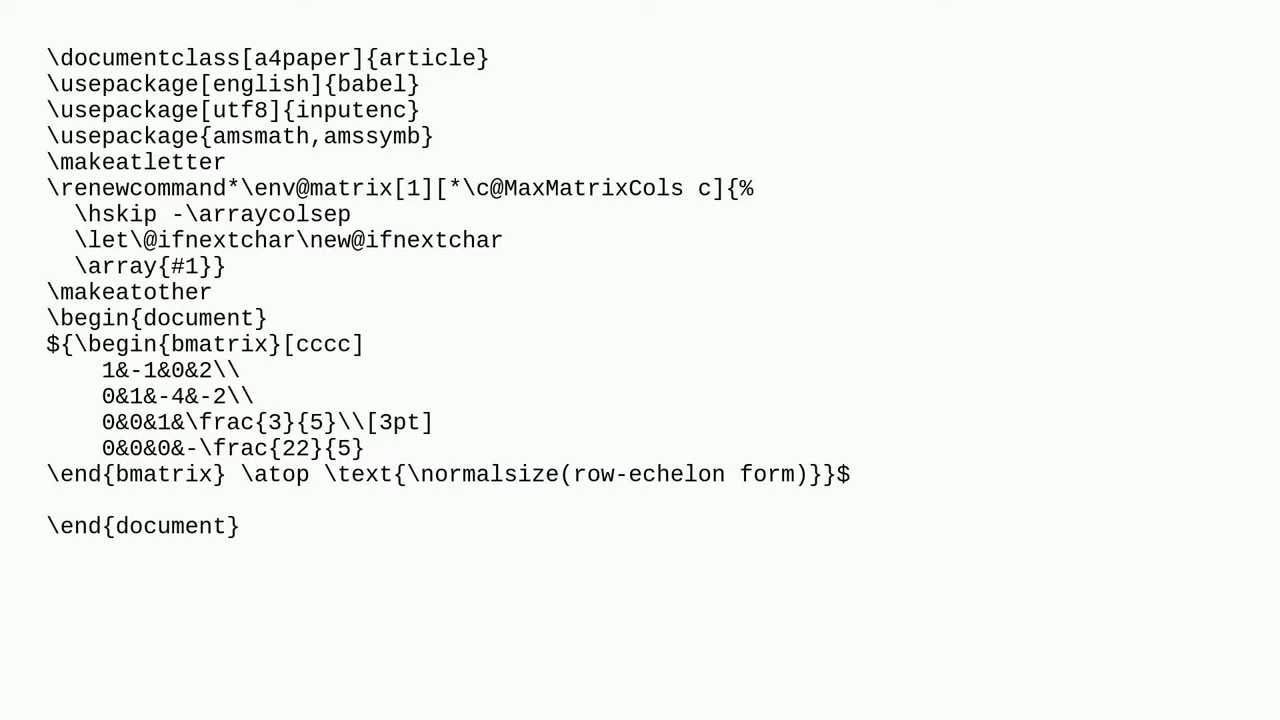 \documentclass[a4paper]{article}
\usepackage[english]{babel}
\usepackage[utf8]{inputenc}
\usepackage{amsmath,amssymb}
\makeatletter
\renewcommand*\env@matrix[1][*\c@MaxMatrixCols c]{%
  \hskip -\arraycolsep
  \let\@ifnextchar\new@ifnextchar
  \array{#1}}
\makeatother
\begin{document}
${\begin{bmatrix}[cccc]
    1&-1&0&2\\
    0&1&-4&-2\\
    0&0&1&\frac{3}{5}\\[3pt]
    0&0&0&-\frac{22}{5}
\end{bmatrix} \atop \text{\normalsize(row-echelon form)}}$

\end{document}